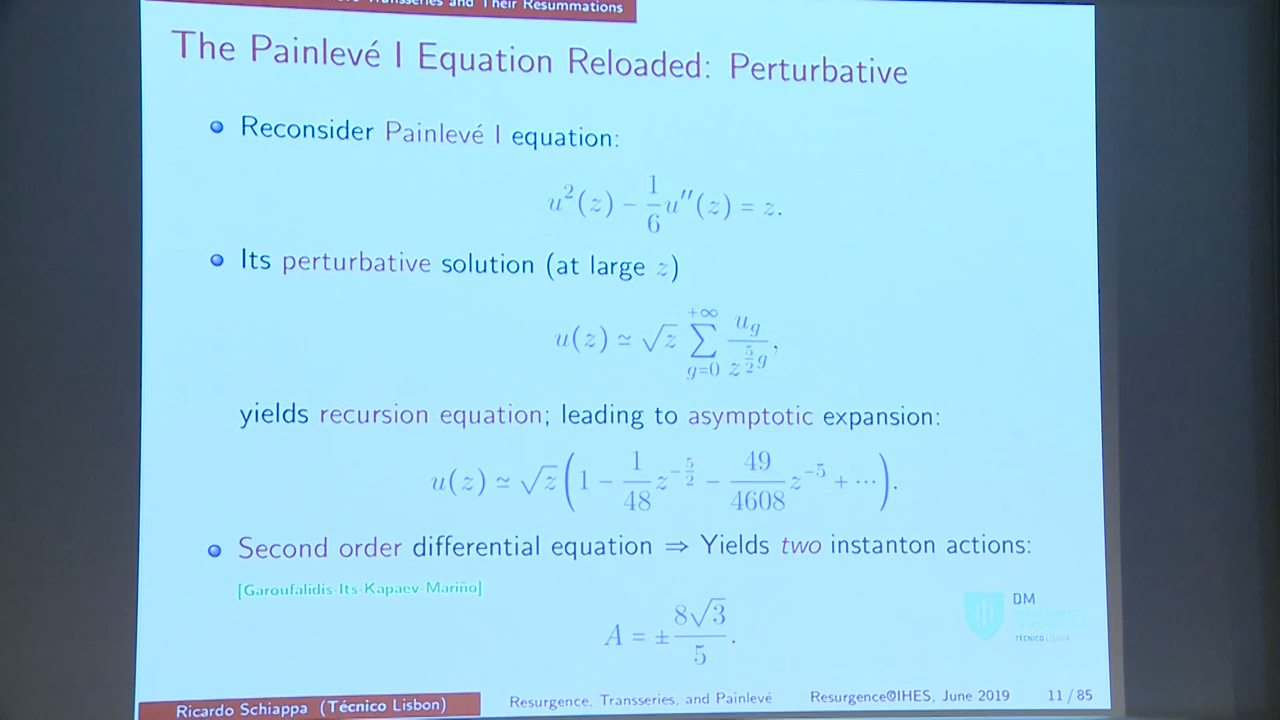 Transseries and Their Resummations
The Painlevé I Equation Reloaded: Perturbative
Reconsider Painlevé I equation:
u²(z) − 1/6 u″(z) = z.
Its perturbative solution (at large z)
u(z) ≃ √z ∑_{g=0}^{+∞} u_g / z^{5/2 g},
yields recursion equation; leading to asymptotic expansion:
u(z) ≃ √z (1 − 1/48 z^{−5/2} − 49/4608 z^{−5} + ⋯).
Second order differential equation ⇒ Yields two instanton actions:
[Garoufalidis-Its-Kapaev-Mariño]
A = ± 8√3/5.
DM
TÉCNICO LISBOA
Ricardo Schiappa (Técnico Lisbon)
Resurgence, Transseries, and Painlevé
Resurgence@IHES, June 2019
11 / 85